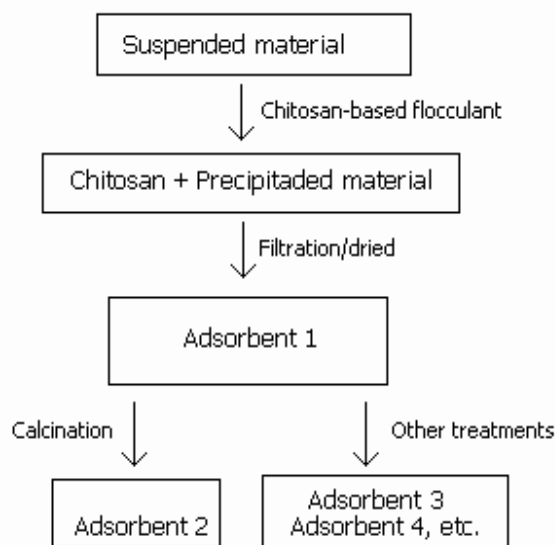 Suspended material
Chitosan-based flocculant
Chitosan + Precipitaded material
Filtration/dried
Adsorbent 1
Calcination
Other treatments
Adsorbent 2
Adsorbent 3
Adsorbent 4, etc.